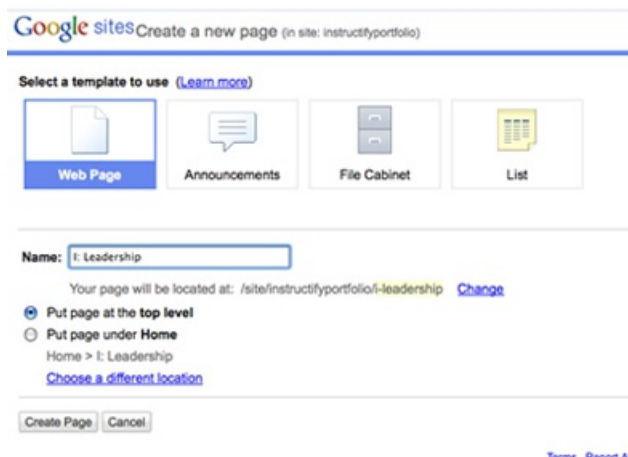 Google sites Create a new page (in site: instructifyportfolio)
Select a template to use (Learn more)
Web Page Announcements File Cabinet List
Name: I: Leadership
Your page will be located at: /site/instructifyportfolio/i-leadership Change
Put page at the top level
Put page under Home
Home > I: Leadership
Choose a different location
Create Page Cancel
Terms Report A